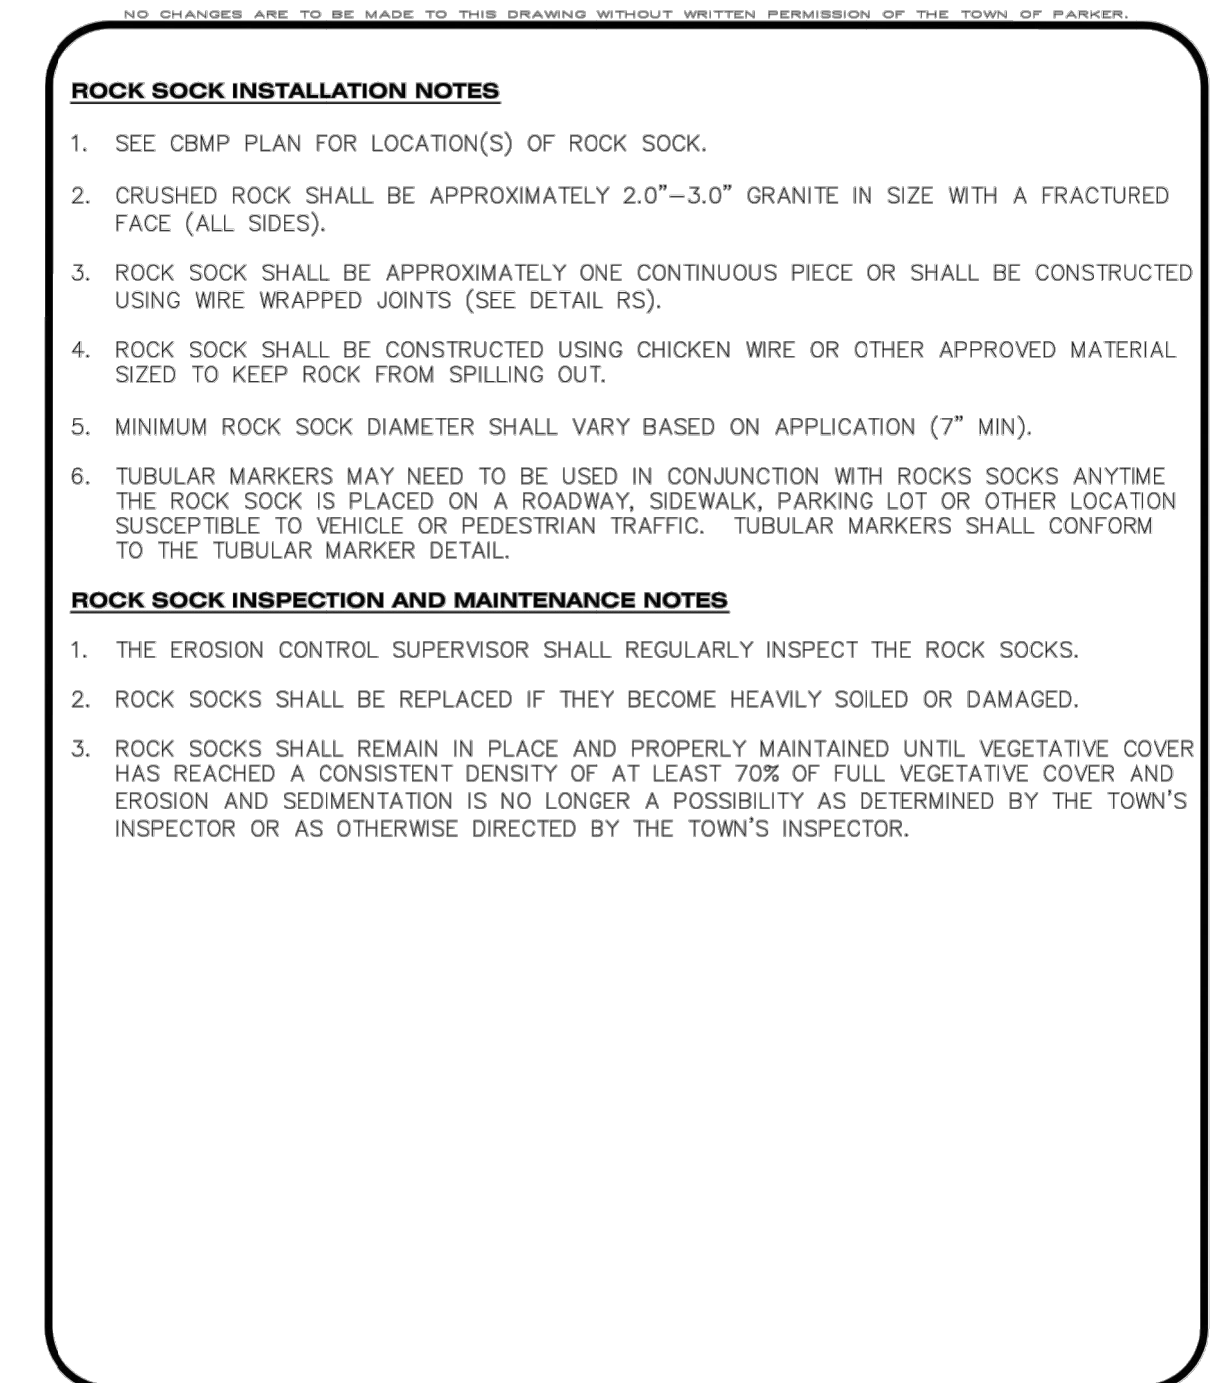 NO CHANGES ARE TO BE MADE TO THIS DRAWING WITHOUT WRITTEN PERMISSION OF THE TOWN OF PARKER.
ROCK SOCK INSTALLATION NOTES
1. SEE CBMP PLAN FOR LOCATION(S) OF ROCK SOCK.
2. CRUSHED ROCK SHALL BE APPROXIMATELY 2.0”–3.0” GRANITE IN SIZE WITH A FRACTURED
FACE (ALL SIDES).
3. ROCK SOCK SHALL BE APPROXIMATELY ONE CONTINUOUS PIECE OR SHALL BE CONSTRUCTED
USING WIRE WRAPPED JOINTS (SEE DETAIL RS).
4. ROCK SOCK SHALL BE CONSTRUCTED USING CHICKEN WIRE OR OTHER APPROVED MATERIAL
SIZED TO KEEP ROCK FROM SPILLING OUT.
5. MINIMUM ROCK SOCK DIAMETER SHALL VARY BASED ON APPLICATION (7” MIN).
6. TUBULAR MARKERS MAY NEED TO BE USED IN CONJUNCTION WITH ROCKS SOCKS ANYTIME
THE ROCK SOCK IS PLACED ON A ROADWAY, SIDEWALK, PARKING LOT OR OTHER LOCATION
SUSCEPTIBLE TO VEHICLE OR PEDESTRIAN TRAFFIC. TUBULAR MARKERS SHALL CONFORM
TO THE TUBULAR MARKER DETAIL.
ROCK SOCK INSPECTION AND MAINTENANCE NOTES
1. THE EROSION CONTROL SUPERVISOR SHALL REGULARLY INSPECT THE ROCK SOCKS.
2. ROCK SOCKS SHALL BE REPLACED IF THEY BECOME HEAVILY SOILED OR DAMAGED.
3. ROCK SOCKS SHALL REMAIN IN PLACE AND PROPERLY MAINTAINED UNTIL VEGETATIVE COVER
HAS REACHED A CONSISTENT DENSITY OF AT LEAST 70% OF FULL VEGETATIVE COVER AND
EROSION AND SEDIMENTATION IS NO LONGER A POSSIBILITY AS DETERMINED BY THE TOWN’S
INSPECTOR OR AS OTHERWISE DIRECTED BY THE TOWN’S INSPECTOR.